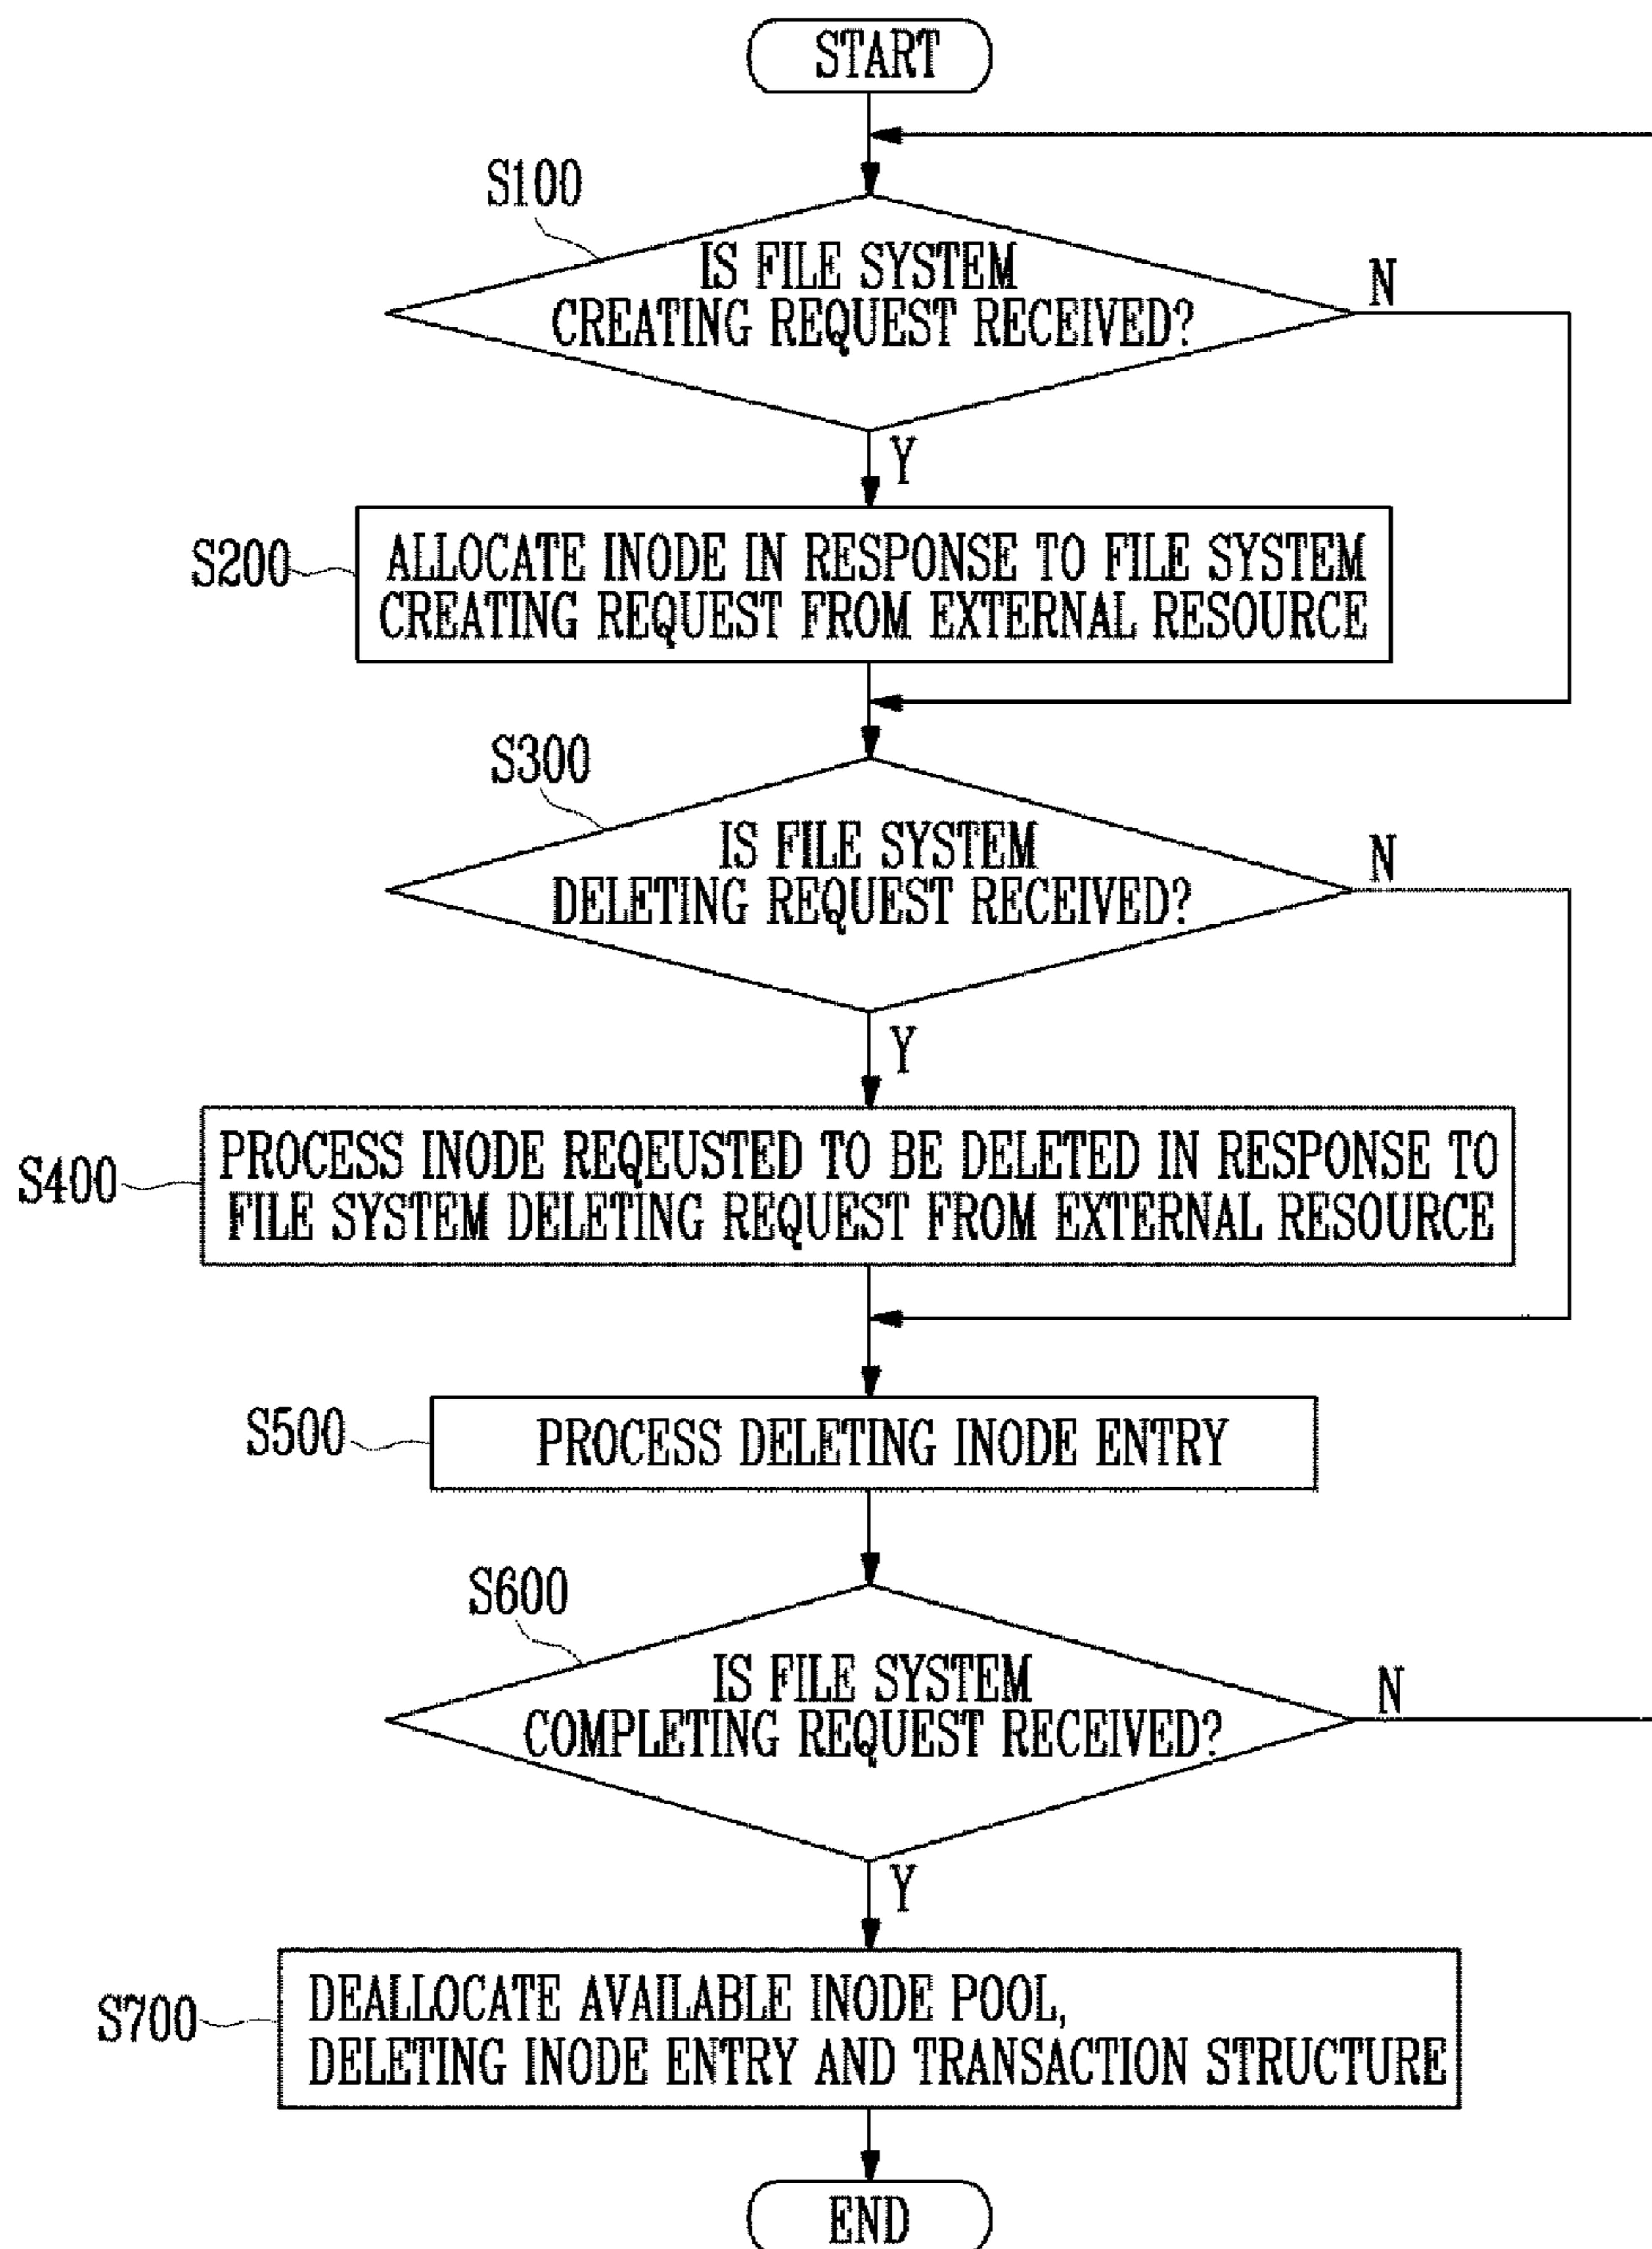 START
S100
IS FILE SYSTEM
CREATING REQUEST RECEIVED?
N
Y
S200
ALLOCATE INODE IN RESPONSE TO FILE SYSTEM
CREATING REQUEST FROM EXTERNAL RESOURCE
S300
IS FILE SYSTEM
DELETING REQUEST RECEIVED?
N
Y
S400
PROCESS INODE REQEUSTED TO BE DELETED IN RESPONSE TO
FILE SYSTEM DELETING REQUEST FROM EXTERNAL RESOURCE
S500
PROCESS DELETING INODE ENTRY
S600
IS FILE SYSTEM
COMPLETING REQUEST RECEIVED?
N
Y
S700
DEALLOCATE AVAILABLE INODE POOL,
DELETING INODE ENTRY AND TRANSACTION STRUCTURE
END